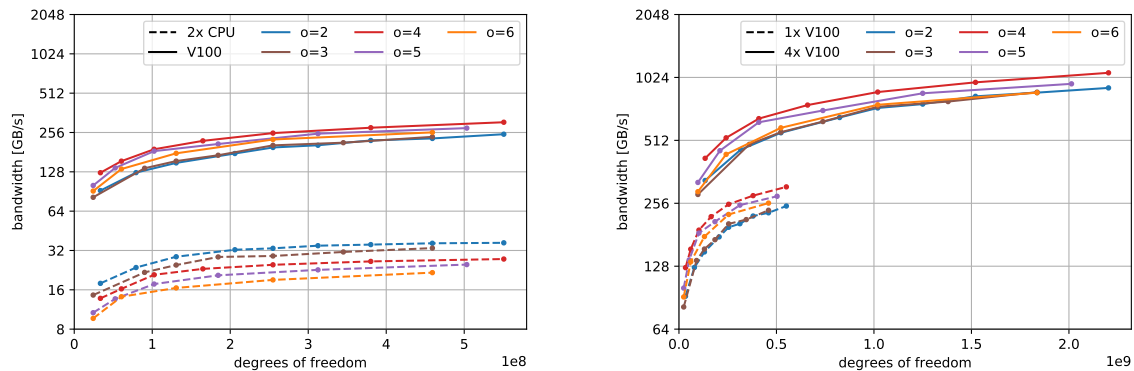 2048
1024
512
256
128
64
32
16
8
bandwidth [GB/s]
2x CPU o=2 o=4 o=6
V100 o=3 o=5
0 1 2 3 4 5
1e8
degrees of freedom
2048
1024
512
256
128
64
bandwidth [GB/s]
1x V100 o=2 o=4 o=6
4x V100 o=3 o=5
0.0 0.5 1.0 1.5 2.0
1e9
degrees of freedom